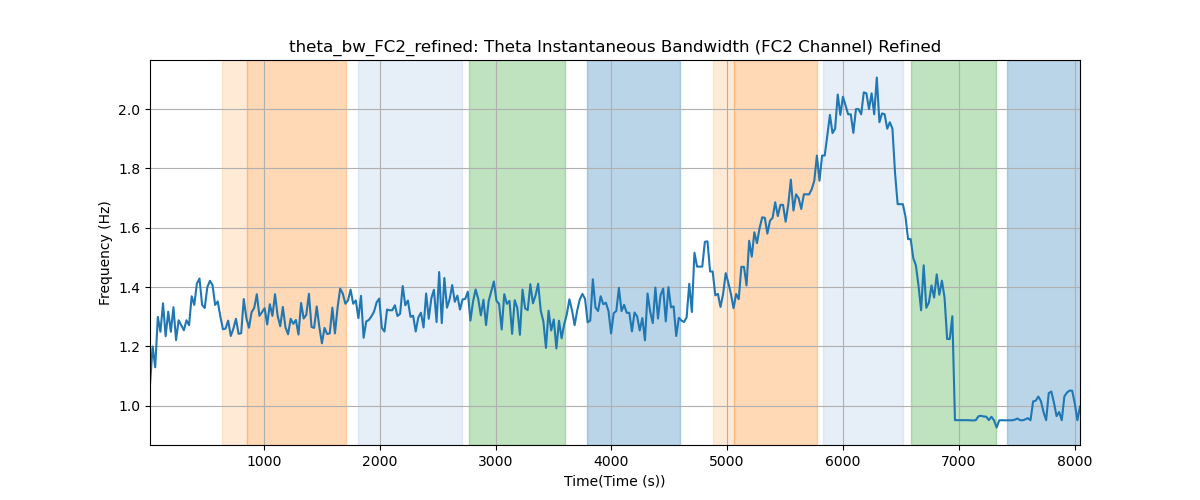 theta_bw_FC2_refined: Theta Instantaneous Bandwidth (FC2 Channel) Refined
Frequency (Hz)
2.0
1.8
1.6
1.4
1.2
1.0
1000 2000 3000 4000 5000 6000 7000 8000
Time(Time (s))